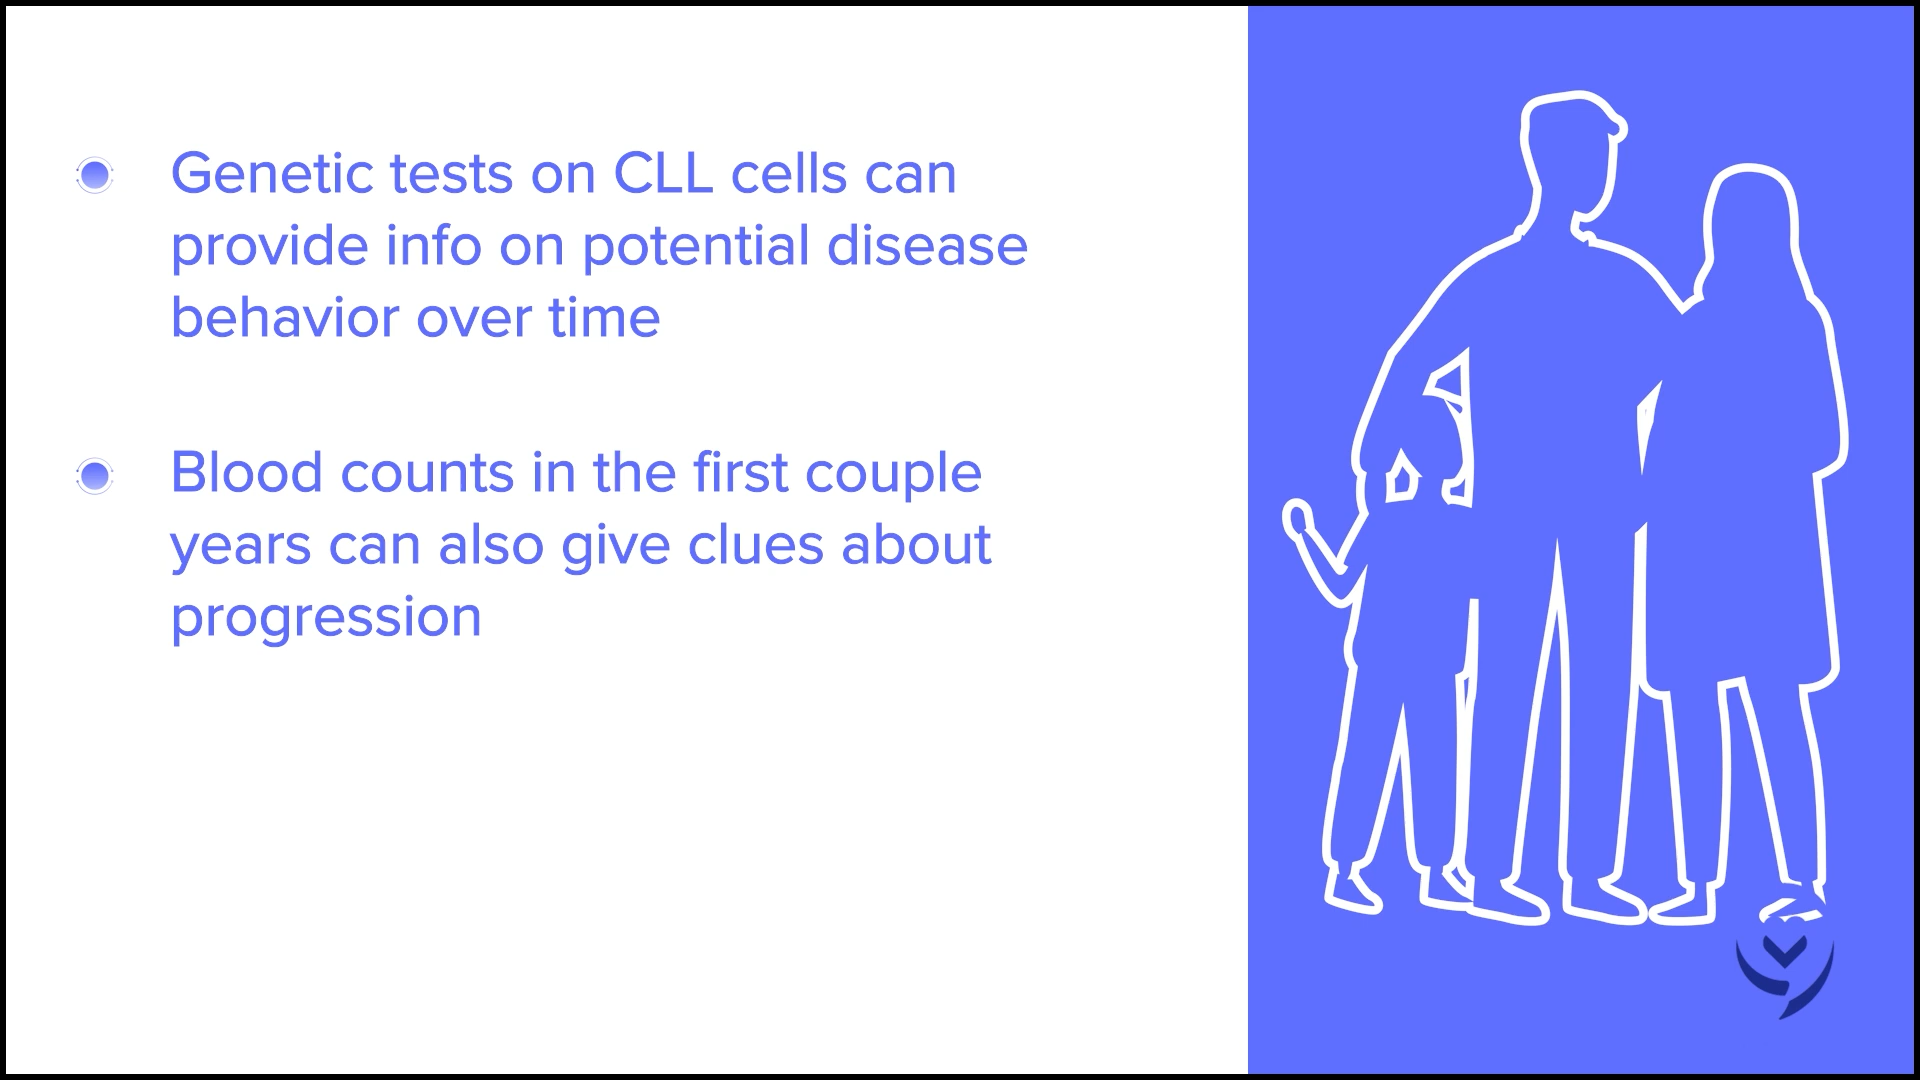 Genetic tests on CLL cells can
provide info on potential disease
behavior over time
Blood counts in the first couple
years can also give clues about
progression